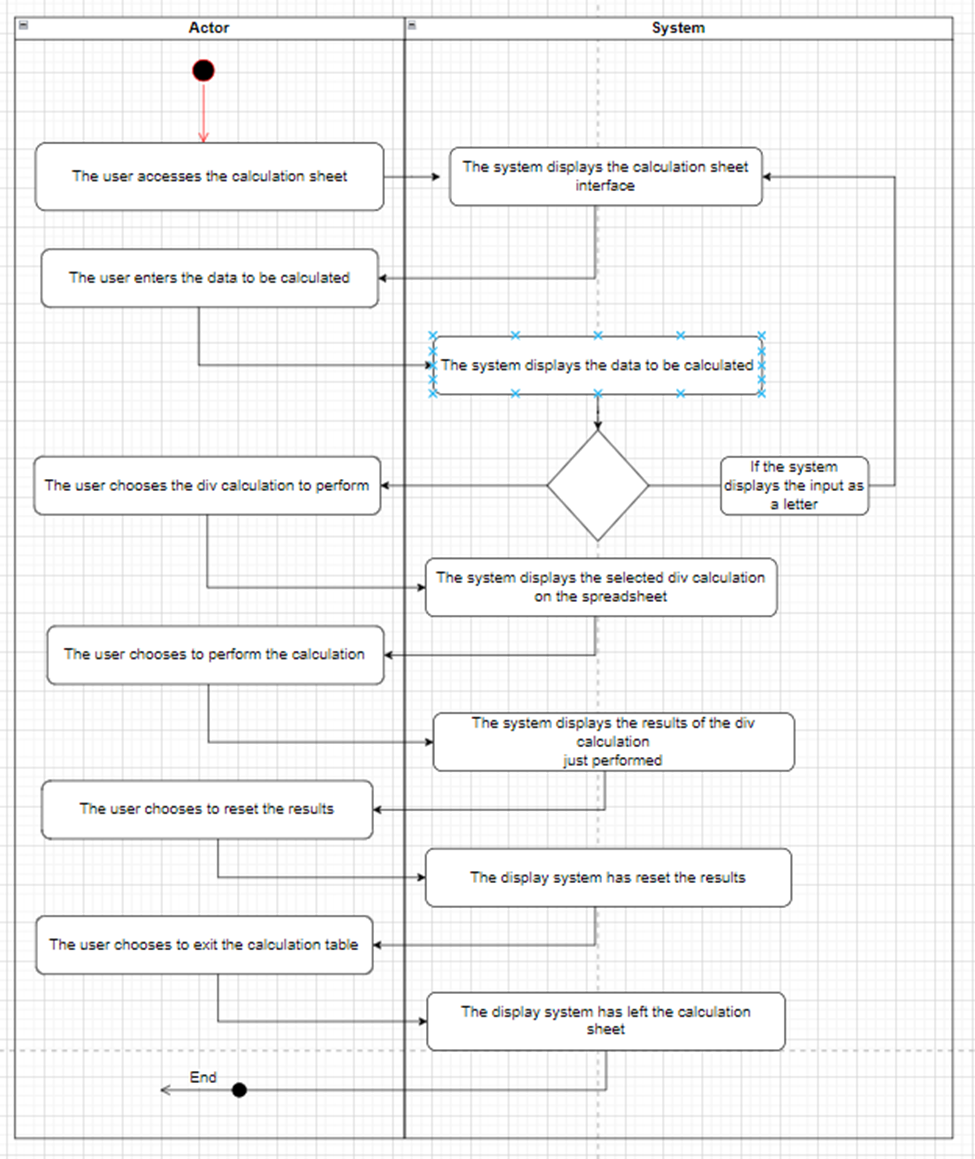 Actor
System
The user accesses the calculation sheet
The system displays the calculation sheet
interface
The user enters the data to be calculated
The system displays the data to be calculated
The user chooses the div calculation to perform
If the system
displays the input as
a letter
The system displays the selected div calculation
on the spreadsheet
The user chooses to perform the calculation
The system displays the results of the div
calculation
just performed
The user chooses to reset the results
The display system has reset the results
The user chooses to exit the calculation table
The display system has left the calculation
sheet
End